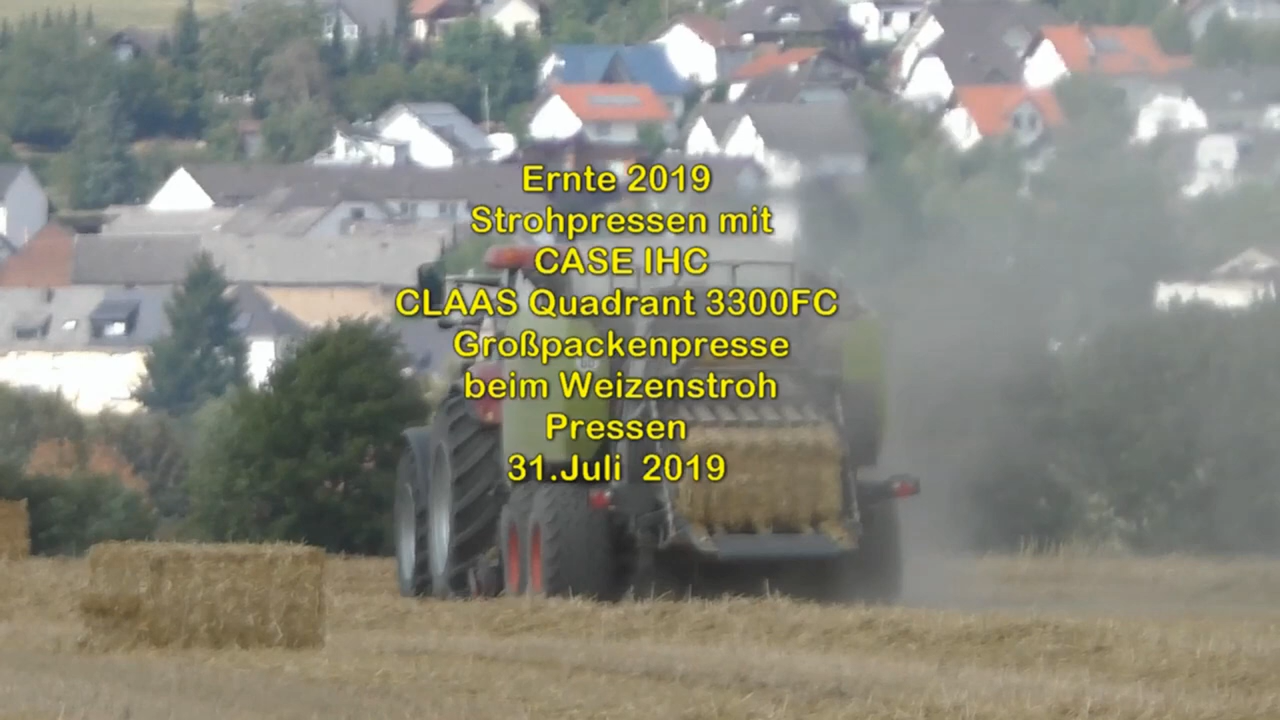 Ernte 2019
Strohpressen mit
CASE IHC
CLAAS Quadrant 3300FC
Großpackenpresse
beim Weizenstroh
Pressen
31.Juli 2019